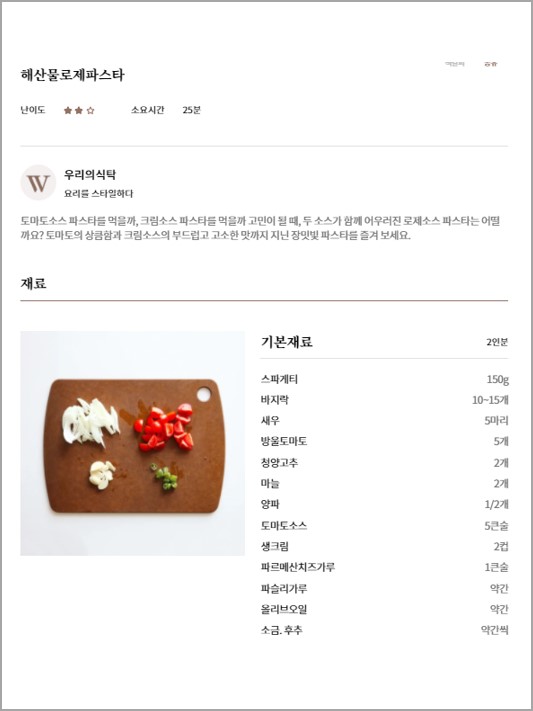 해산물로제파스타
난이도 ★★☆ 소요시간 25분
W
우리의식탁
요리를 스타일하다
토마토소스 파스타를 먹을까, 크림소스 파스타를 먹을까 고민이 될 때, 두 소스가 함께 어우러진 로제소스 파스타는 어떨
까요? 토마토의 상큼함과 크림소스의 부드럽고 고소한 맛까지 지닌 장밋빛 파스타를 즐겨 보세요.
재료
기본재료 2인분
스파게티 150g
바지락 10~15개
새우 5마리
방울토마토 5개
청양고추 2개
마늘 2개
양파 1/2개
토마토소스 5큰술
생크림 2컵
파르메산치즈가루 1큰술
파슬리가루 약간
올리브오일 약간
소금, 후추 약간씩